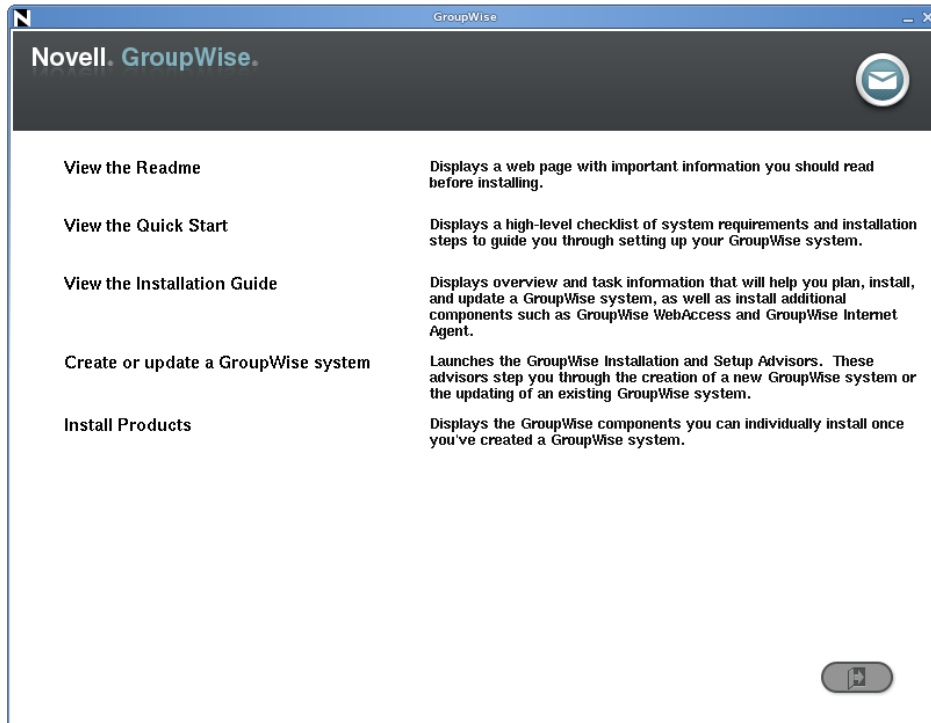 GroupWise
Novell. GroupWise.
View the Readme
Displays a web page with important information you should read
before installing.
View the Quick Start
Displays a high-level checklist of system requirements and installation
steps to guide you through setting up your GroupWise system.
View the Installation Guide
Displays overview and task information that will help you plan, install,
and update a GroupWise system, as well as install additional
components such as GroupWise WebAccess and GroupWise Internet
Agent.
Create or update a GroupWise system
Launches the GroupWise Installation and Setup Advisors. These
advisors step you through the creation of a new GroupWise system or
the updating of an existing GroupWise system.
Install Products
Displays the GroupWise components you can individually install once
you've created a GroupWise system.